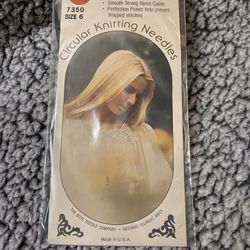 • Smooth Strong Nylon Cable
7350
SIZE 6
• Perfection Points help prevent
dropped stitches
Circular Knitting Needles
THE BOYE NEEDLE COMPANY • CHICAGO, ILLINOIS 60613
Made in U.S.A.